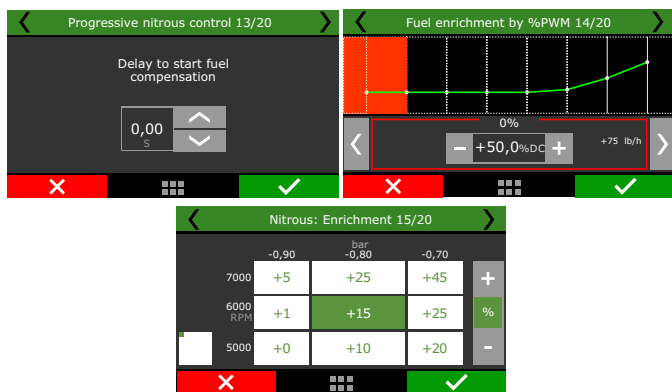 Progressive nitrous control 13/20
Delay to start fuel
compensation
0,00
S
Fuel enrichment by %PWM 14/20
0%
- +50,0%DC +
+75 lb/h
Nitrous: Enrichment 15/20
bar
-0,90 -0,80 -0,70
7000 +5 +25 +45 +
6000 RPM +1 +15 +25 %
5000 +0 +10 +20 -